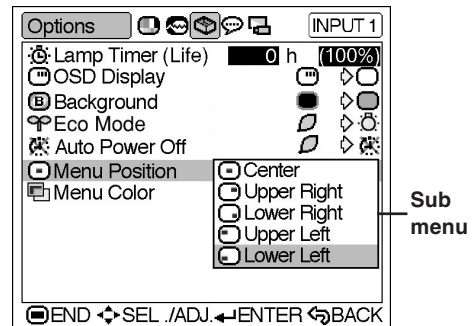 Options INPUT 1
Lamp Timer (Life) 0 h (100%)
OSD Display
B Background
Eco Mode
Auto Power Off
Menu Position
Menu Color
Center
Upper Right
Lower Right
Upper Left
Lower Left
Sub
menu
END SEL./ADJ. ENTER BACK